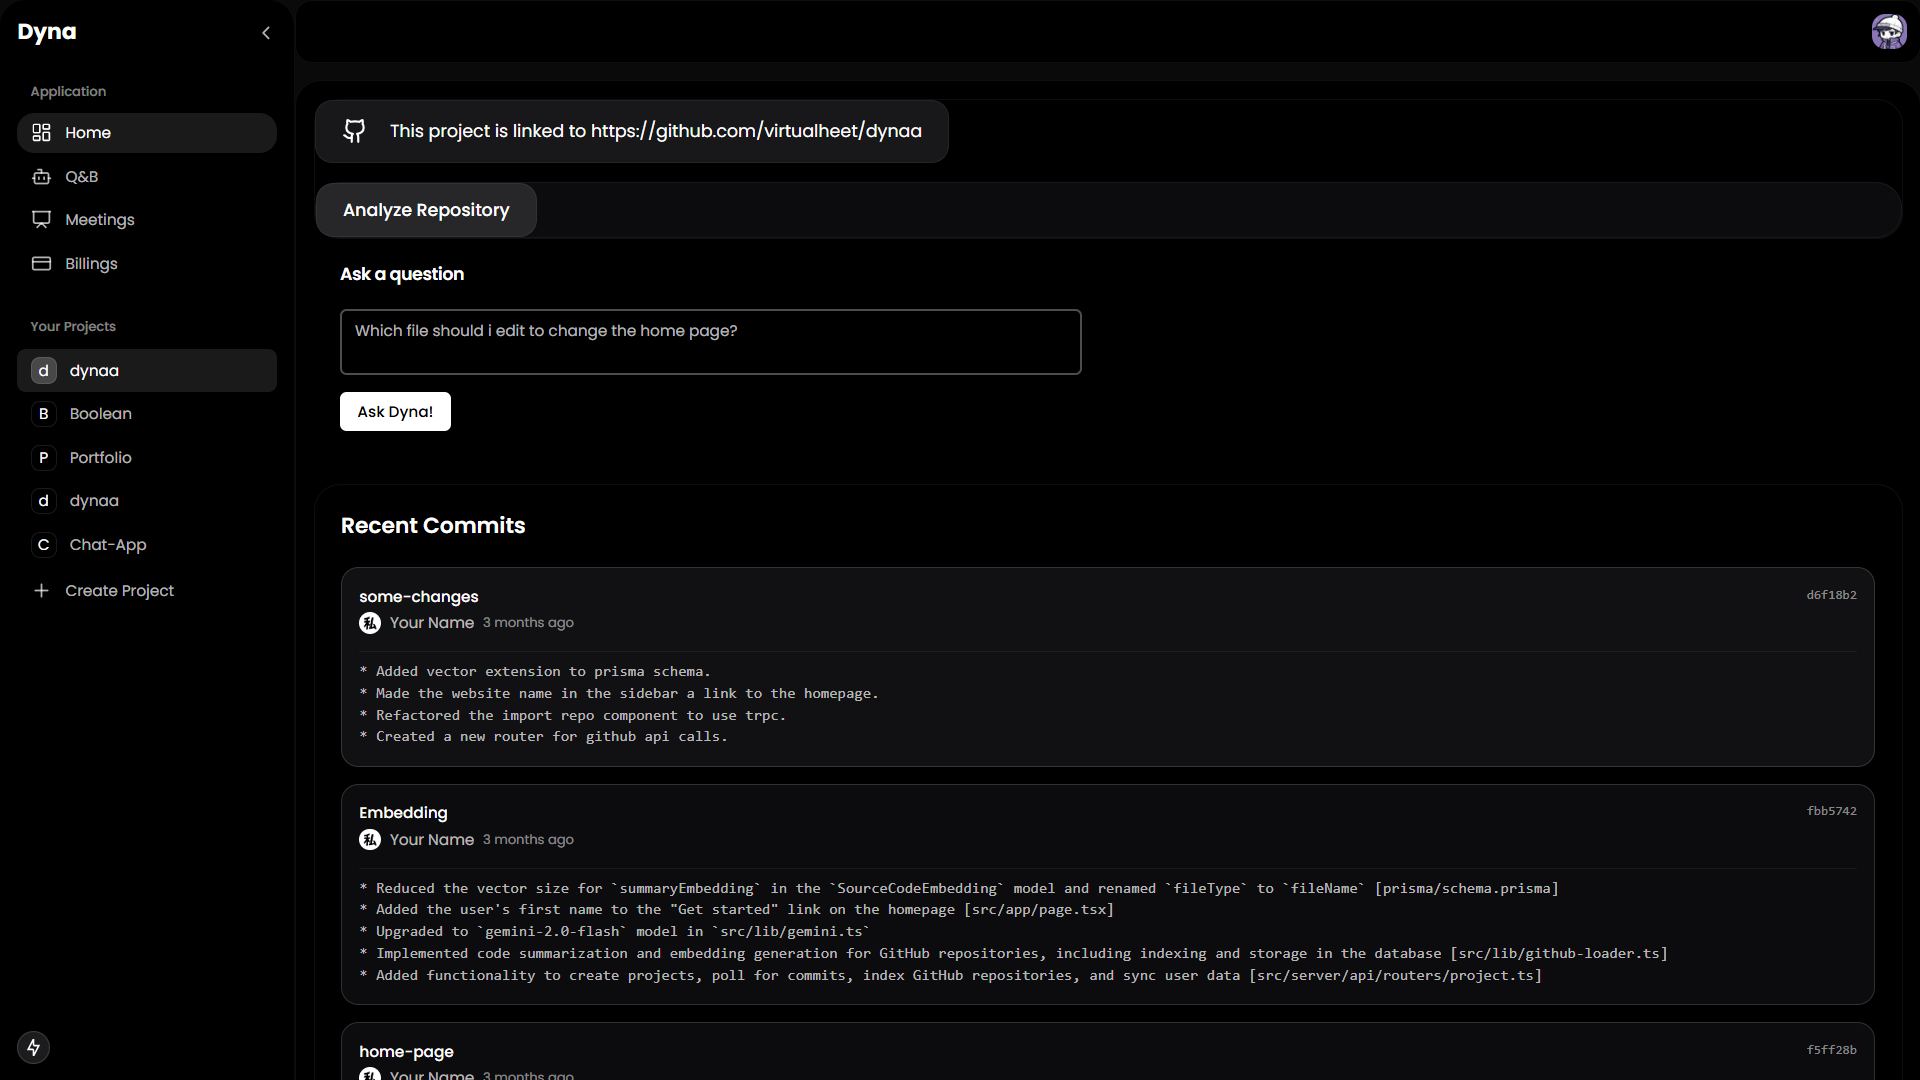 Dyna
Application
Home
Q&B
Meetings
Billings
Your Projects
d dynaa
B Boolean
P Portfolio
d dynaa
C Chat-App
Create Project
This project is linked to https://github.com/virtualheet/dynaa
Analyze Repository
Ask a question
Which file should i edit to change the home page?
Ask Dyna!
Recent Commits
some-changes d6f18b2
私 Your Name 3 months ago
* Added vector extension to prisma schema.
* Made the website name in the sidebar a link to the homepage.
* Refactored the import repo component to use trpc.
* Created a new router for github api calls.
Embedding fbb5742
私 Your Name 3 months ago
* Reduced the vector size for `summaryEmbedding` in the `SourceCodeEmbedding` model and renamed `fileType` to `fileName` [prisma/schema.prisma]
* Added the user's first name to the "Get started" link on the homepage [src/app/page.tsx]
* Upgraded to `gemini-2.0-flash` model in `src/lib/gemini.ts`
* Implemented code summarization and embedding generation for GitHub repositories, including indexing and storage in the database [src/lib/github-loader.ts]
* Added functionality to create projects, poll for commits, index GitHub repositories, and sync user data [src/server/api/routers/project.ts]
home-page f5ff28b
私 Your Name 3 months ago